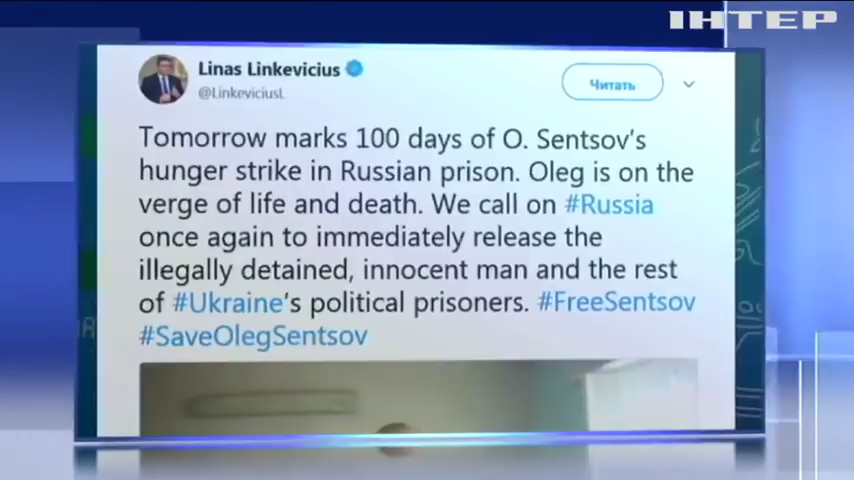 ІНТЕР
Linas Linkevicius
@LinkeviciusL
Читать
Tomorrow marks 100 days of O. Sentsov's
hunger strike in Russian prison. Oleg is on the
verge of life and death. We call on #Russia
once again to immediately release the
illegally detained, innocent man and the rest
of #Ukraine's political prisoners. #FreeSentsov
#SaveOlegSentsov